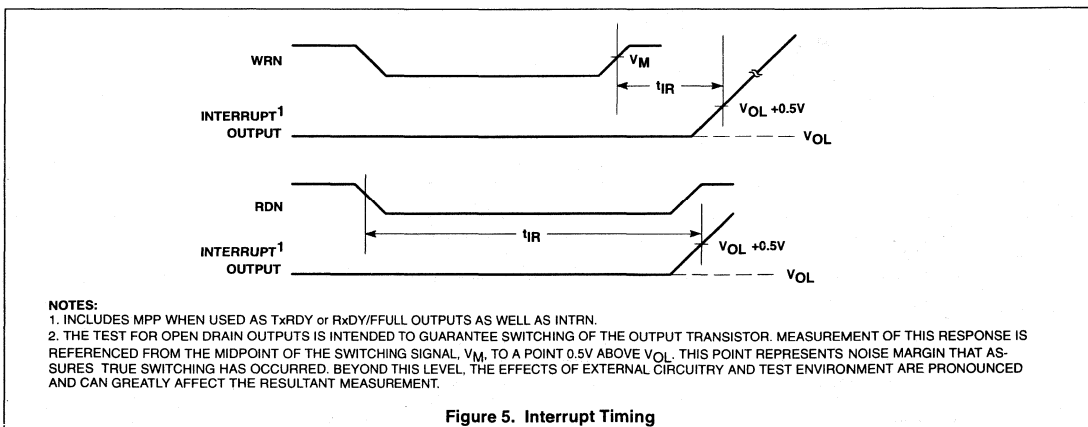 WRN
VM
tIR
INTERRUPT1
OUTPUT
VOL +0.5V
VOL
RDN
tIR
INTERRUPT1
OUTPUT
VOL +0.5V
VOL
NOTES:
1. INCLUDES MPP WHEN USED AS TxRDY or RxDY/FFULL OUTPUTS AS WELL AS INTRN.
2. THE TEST FOR OPEN DRAIN OUTPUTS IS INTENDED TO GUARANTEE SWITCHING OF THE OUTPUT TRANSISTOR. MEASUREMENT OF THIS RESPONSE IS
REFERENCED FROM THE MIDPOINT OF THE SWITCHING SIGNAL, VM, TO A POINT 0.5V ABOVE VOL. THIS POINT REPRESENTS NOISE MARGIN THAT AS-
SURES TRUE SWITCHING HAS OCCURRED. BEYOND THIS LEVEL, THE EFFECTS OF EXTERNAL CIRCUITRY AND TEST ENVIRONMENT ARE PRONOUNCED
AND CAN GREATLY AFFECT THE RESULTANT MEASUREMENT.
Figure 5. Interrupt Timing